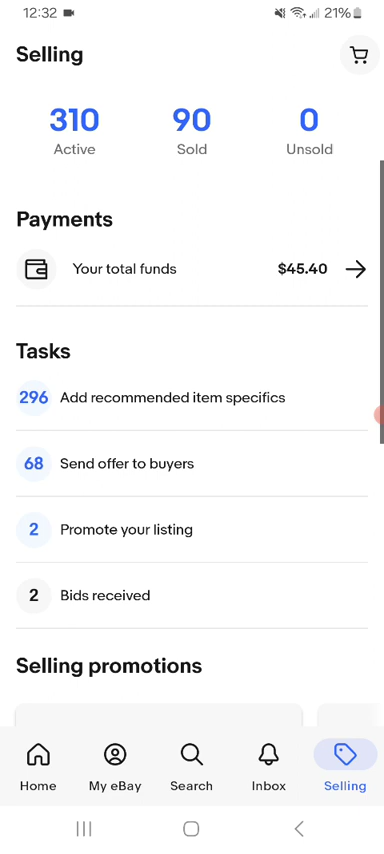 12:32 21%
Selling
310 90 0
Active Sold Unsold
Payments
Your total funds $45.40
Tasks
296 Add recommended item specifics
68 Send offer to buyers
2 Promote your listing
2 Bids received
Selling promotions
Home My eBay Search Inbox Selling